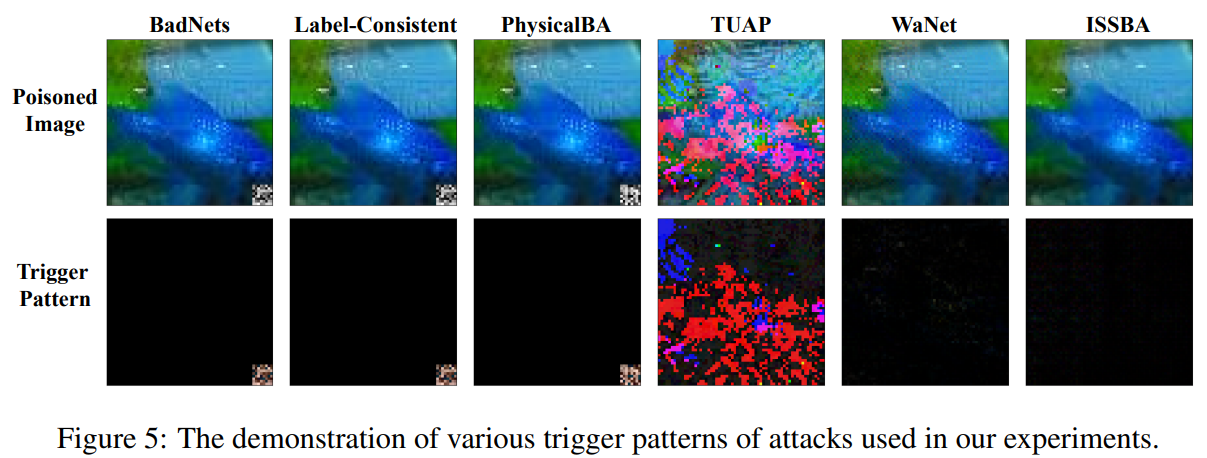 BadNets Label-Consistent PhysicalBA TUAP WaNet ISSBA
Poisoned
Image
Trigger
Pattern
Figure 5: The demonstration of various trigger patterns of attacks used in our experiments.